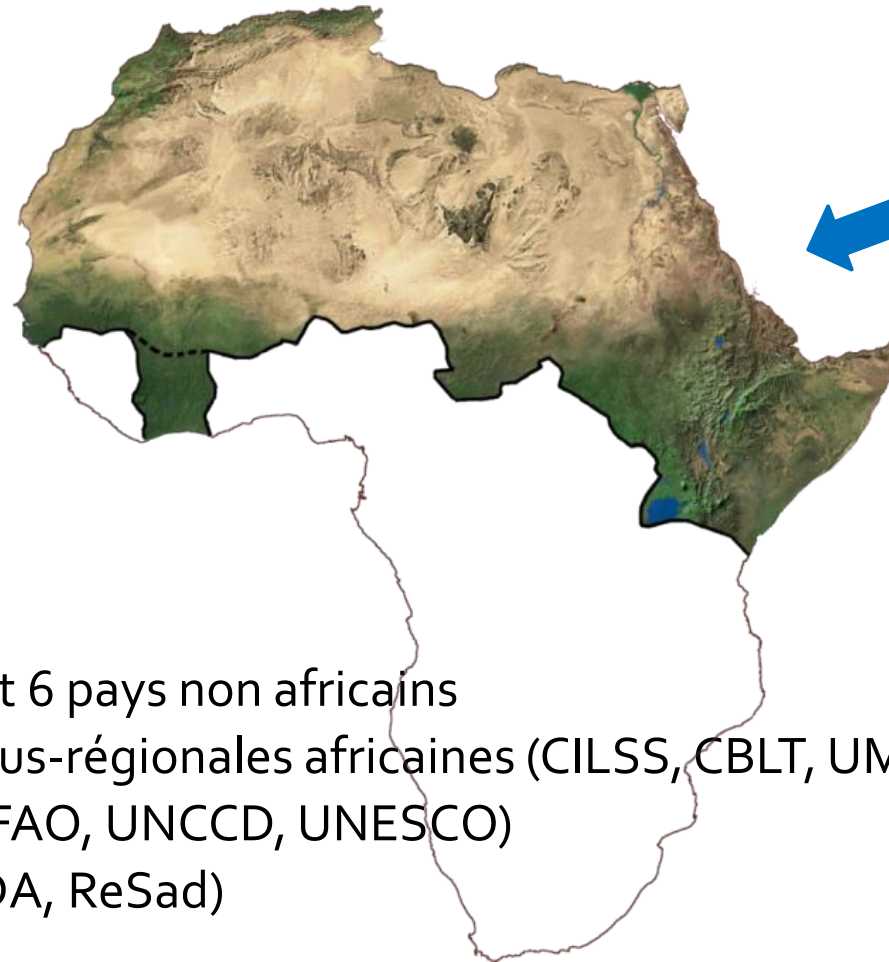 t 6 pays non africains
us-régionales africaines (CILSS, CBLT, UM
FAO, UNCCD, UNESCO)
DA, ReSad)